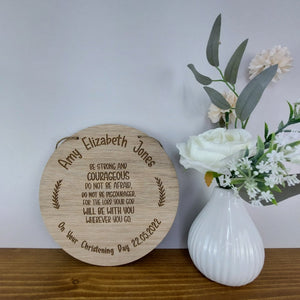 Amy Elizabeth Jones
BE STRONG AND
COURAGEOUS
DO NOT BE AFRAID,
DO NOT BE DISCOURAGED,
FOR THE LORD YOUR GOD
WILL BE WITH YOU
WHEREVER YOU GO
On Your Christening Day 22.05.2022